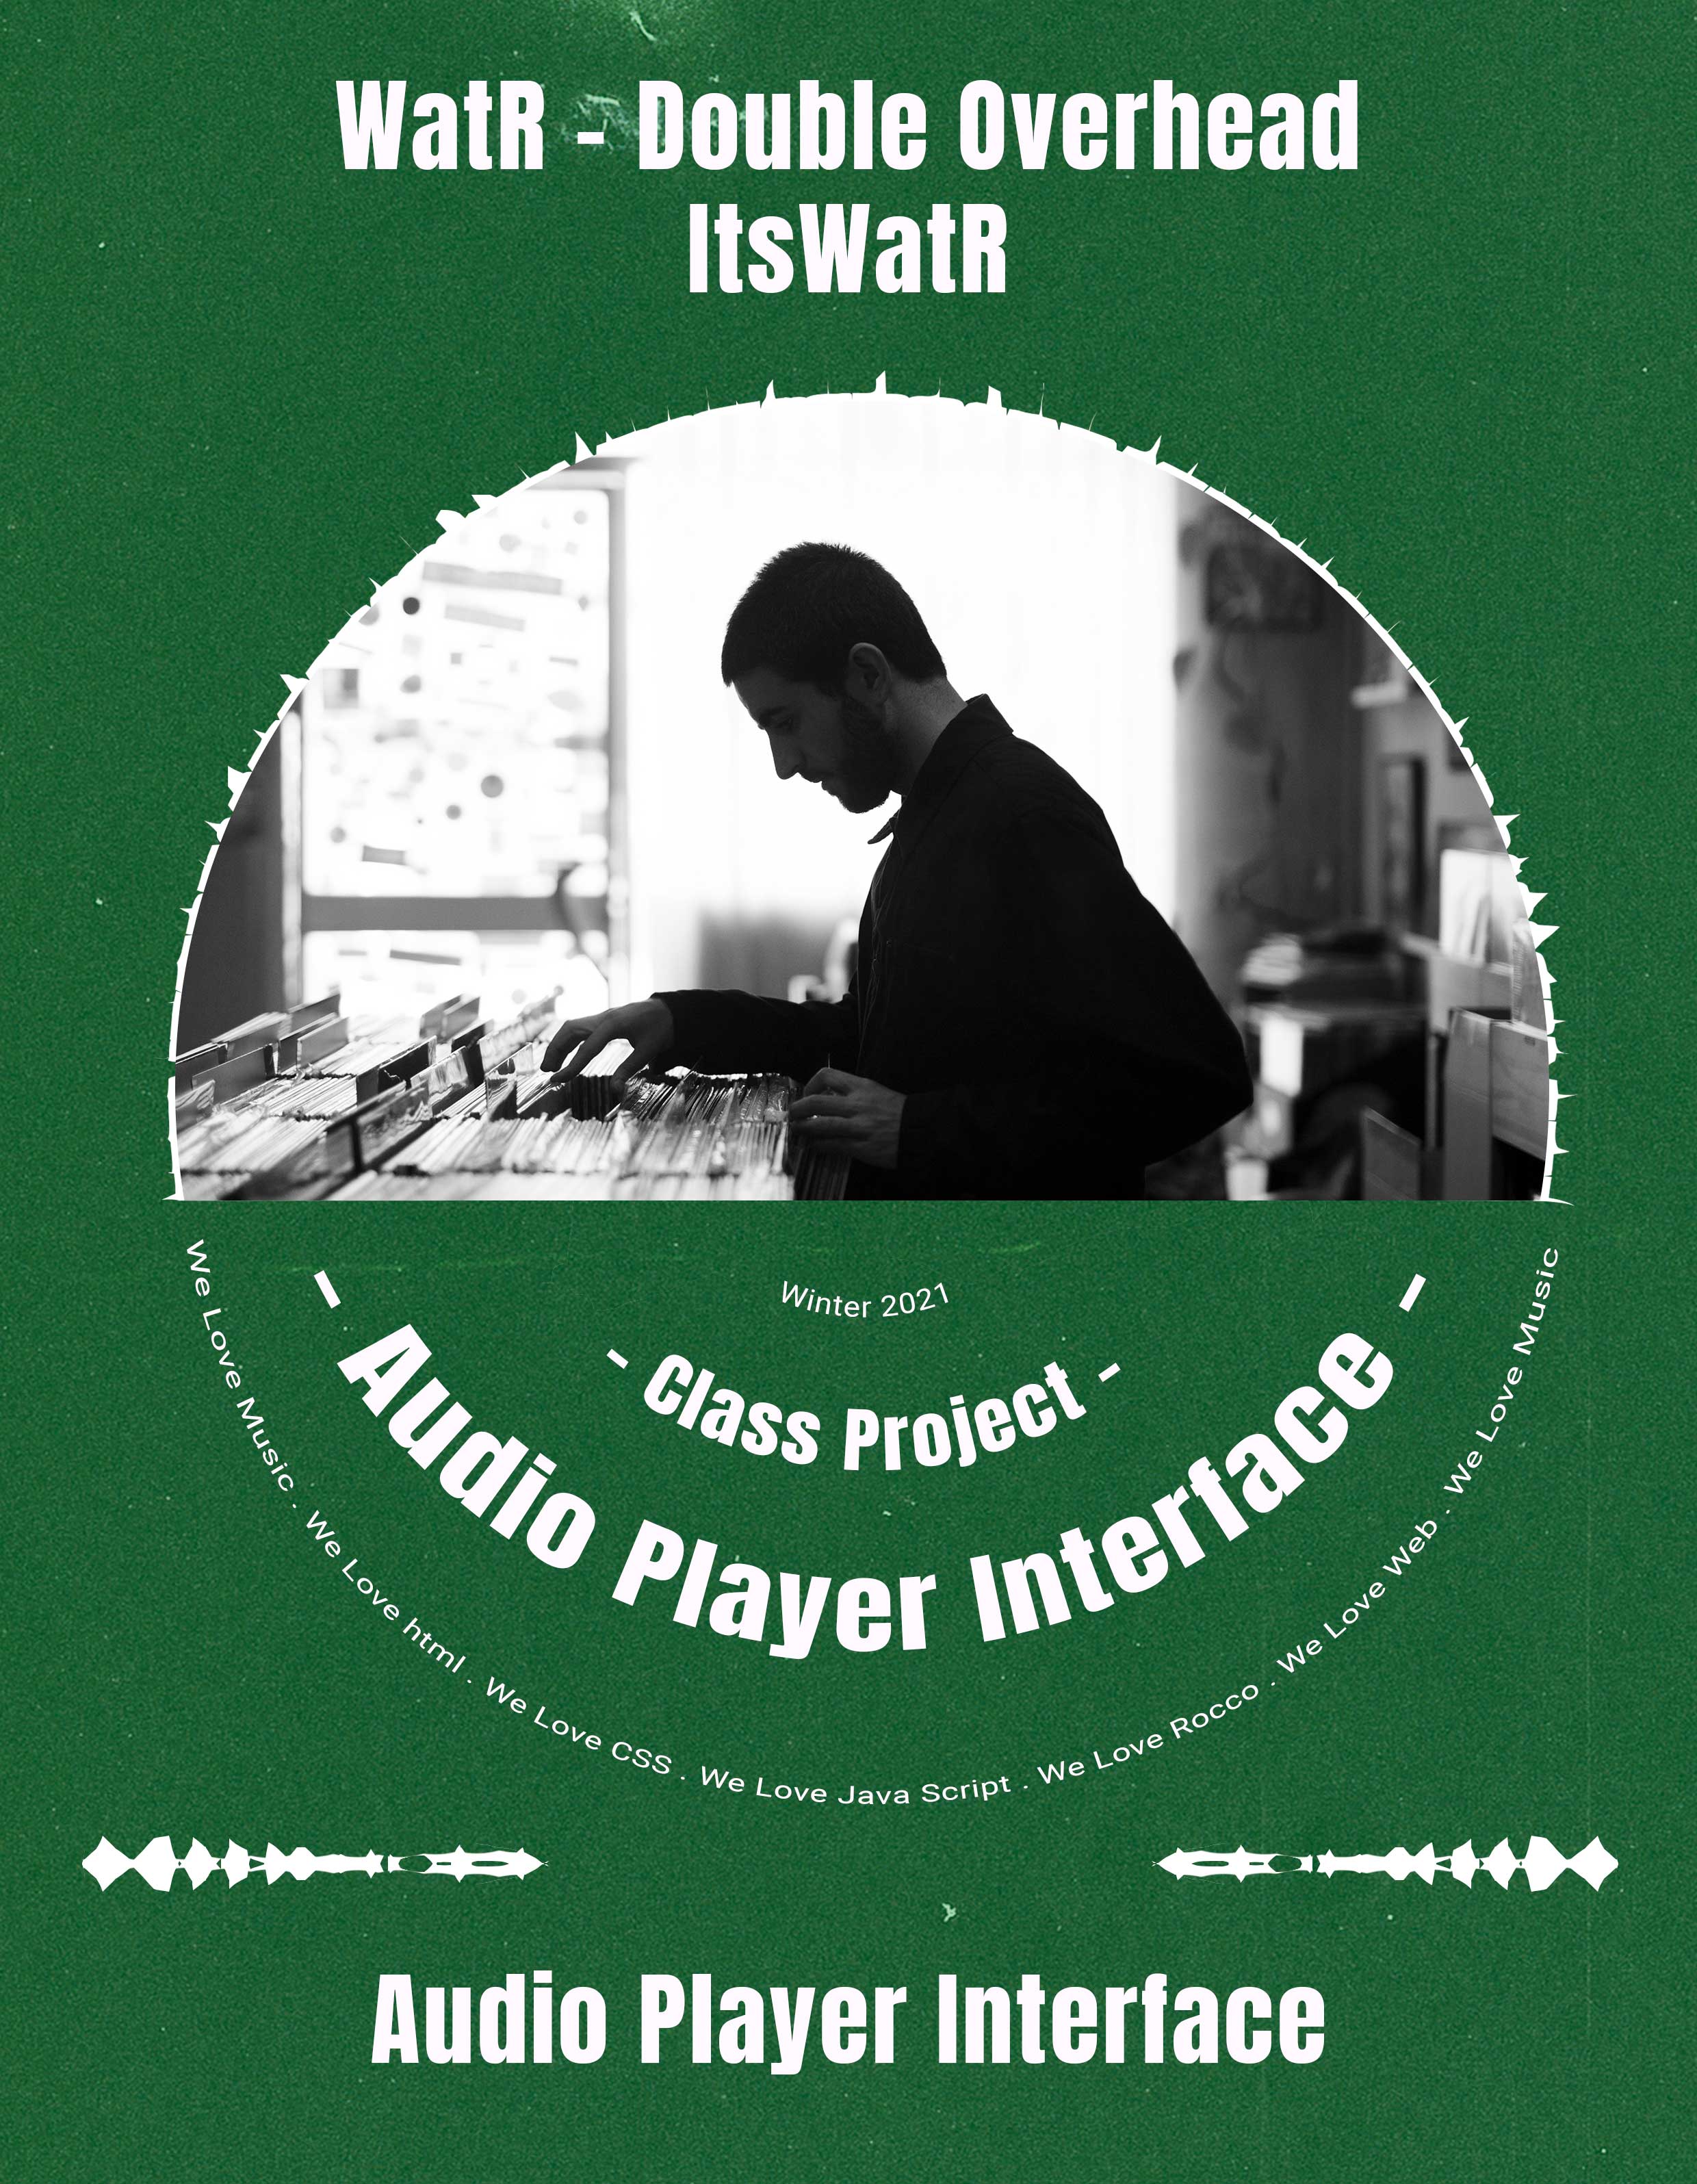 WatR - Double Overhead
ItsWatR
Winter 2021
- Class Project -
- Audio Player Interface -
We Love Music . We Love html . We Love CSS . We Love Java Script . We Love Rocco . We Love Web . We Love Music
Audio Player Interface